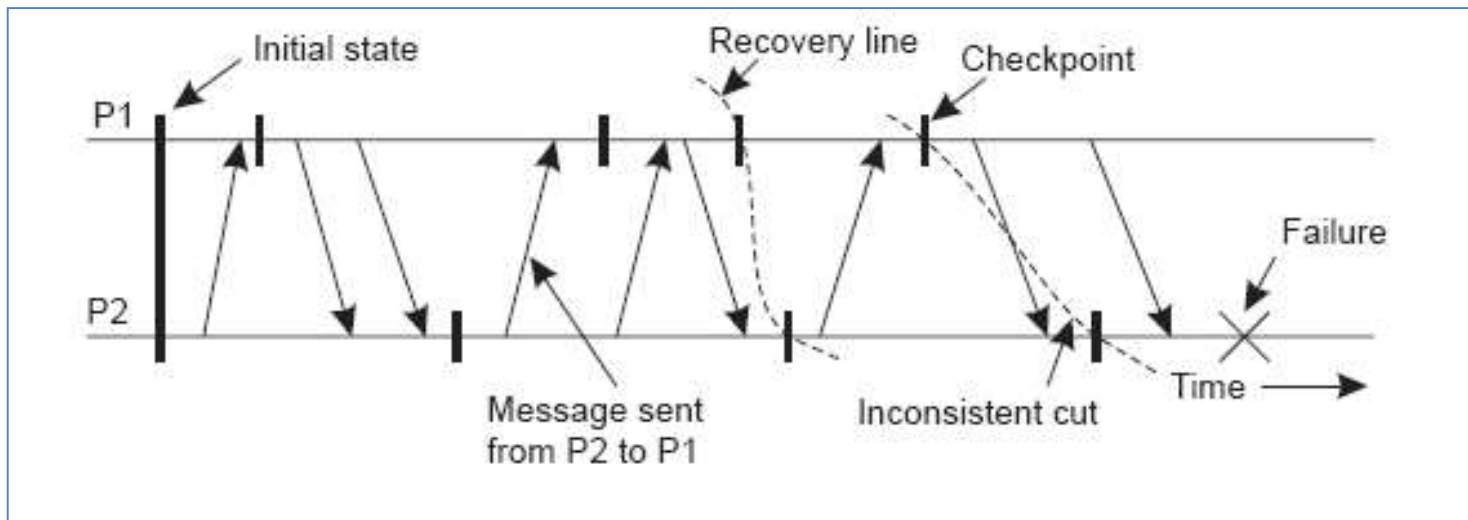 Initial state
Recovery line
Checkpoint
P1
Failure
P2
Time
Message sent
from P2 to P1
Inconsistent cut